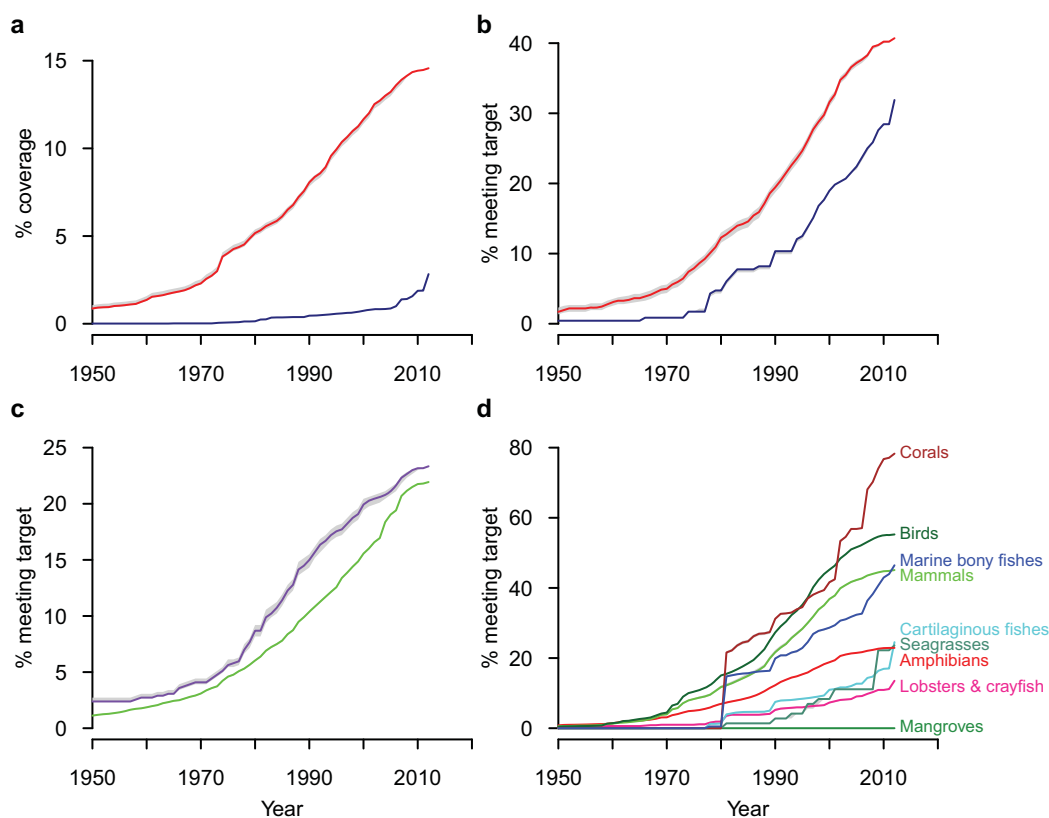 a
% coverage
15
10
5
0
1950 1970 1990 2010
b
% meeting target
40
30
20
10
0
1950 1970 1990 2010
c
% meeting target
25
20
15
10
5
0
1950 1970 1990 2010
Year
d
% meeting target
80
60
40
20
0
1950 1970 1990 2010
Year
Corals
Birds
Marine bony fishes
Mammals
Cartilaginous fishes
Seagrasses
Amphibians
Lobsters & crayfish
Mangroves